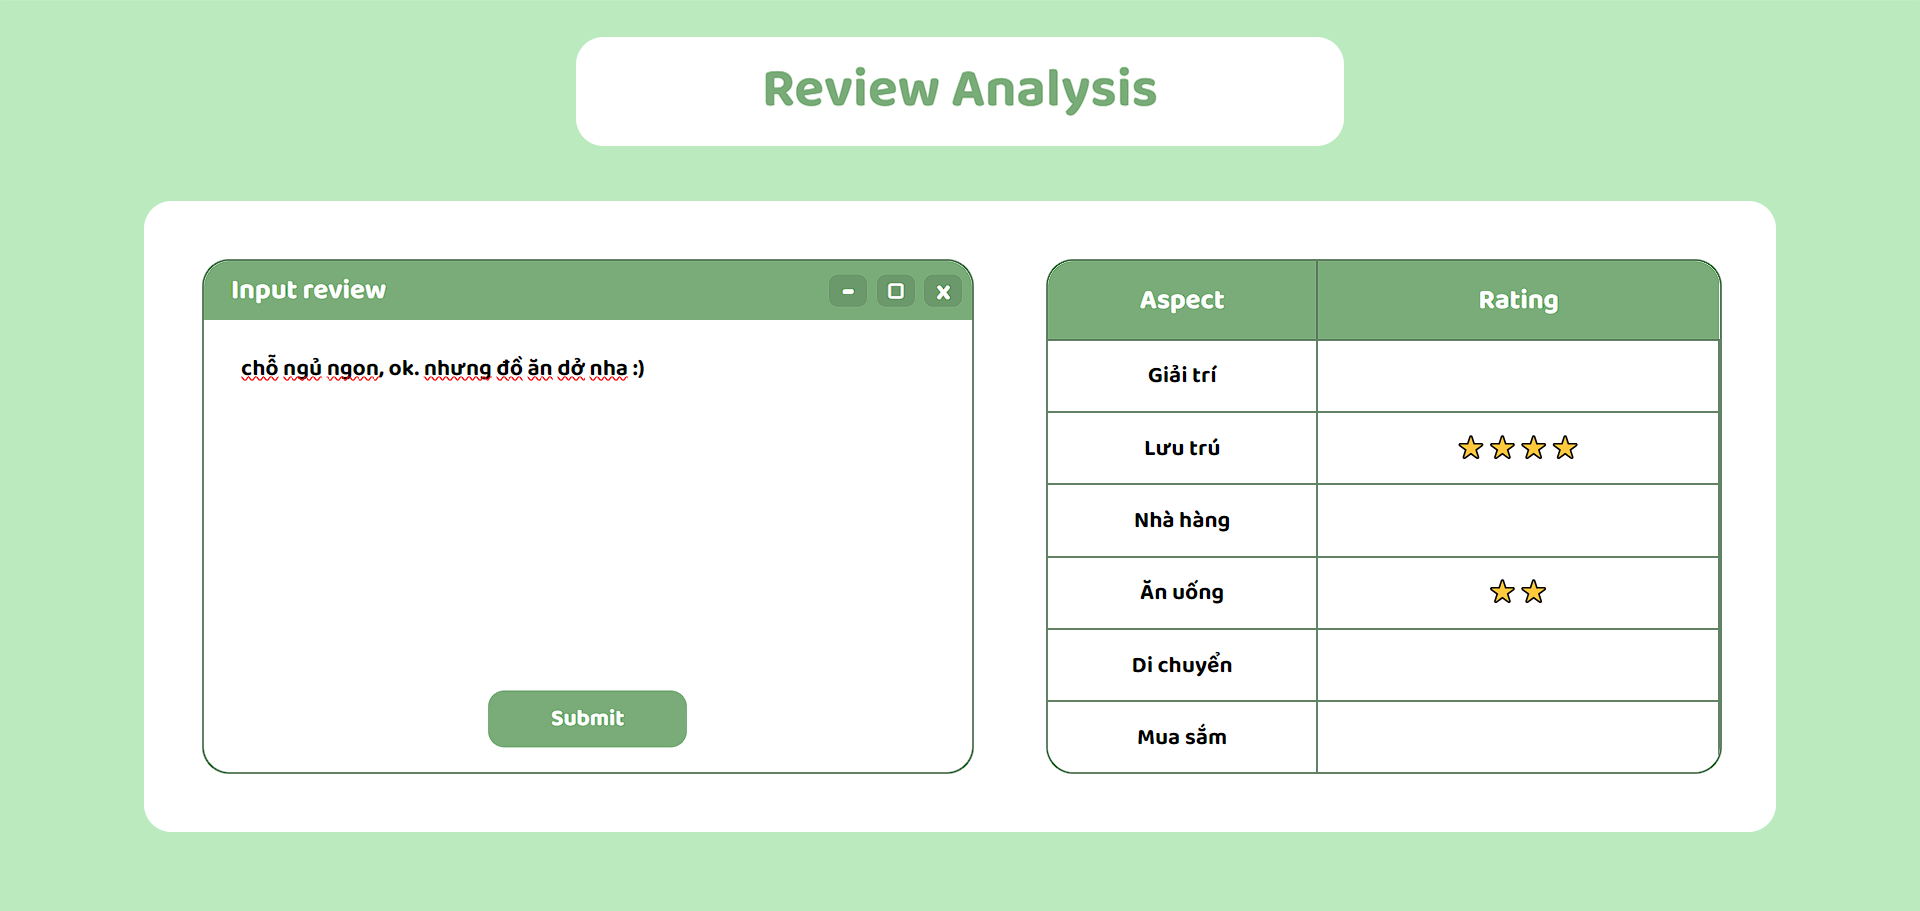 Review Analysis
Input review
chỗ ngủ ngon, ok. nhưng đồ ăn dở nha :)
Submit
Aspect Rating
Giải trí
Lưu trú
Nhà hàng
Ăn uống
Di chuyển
Mua sắm